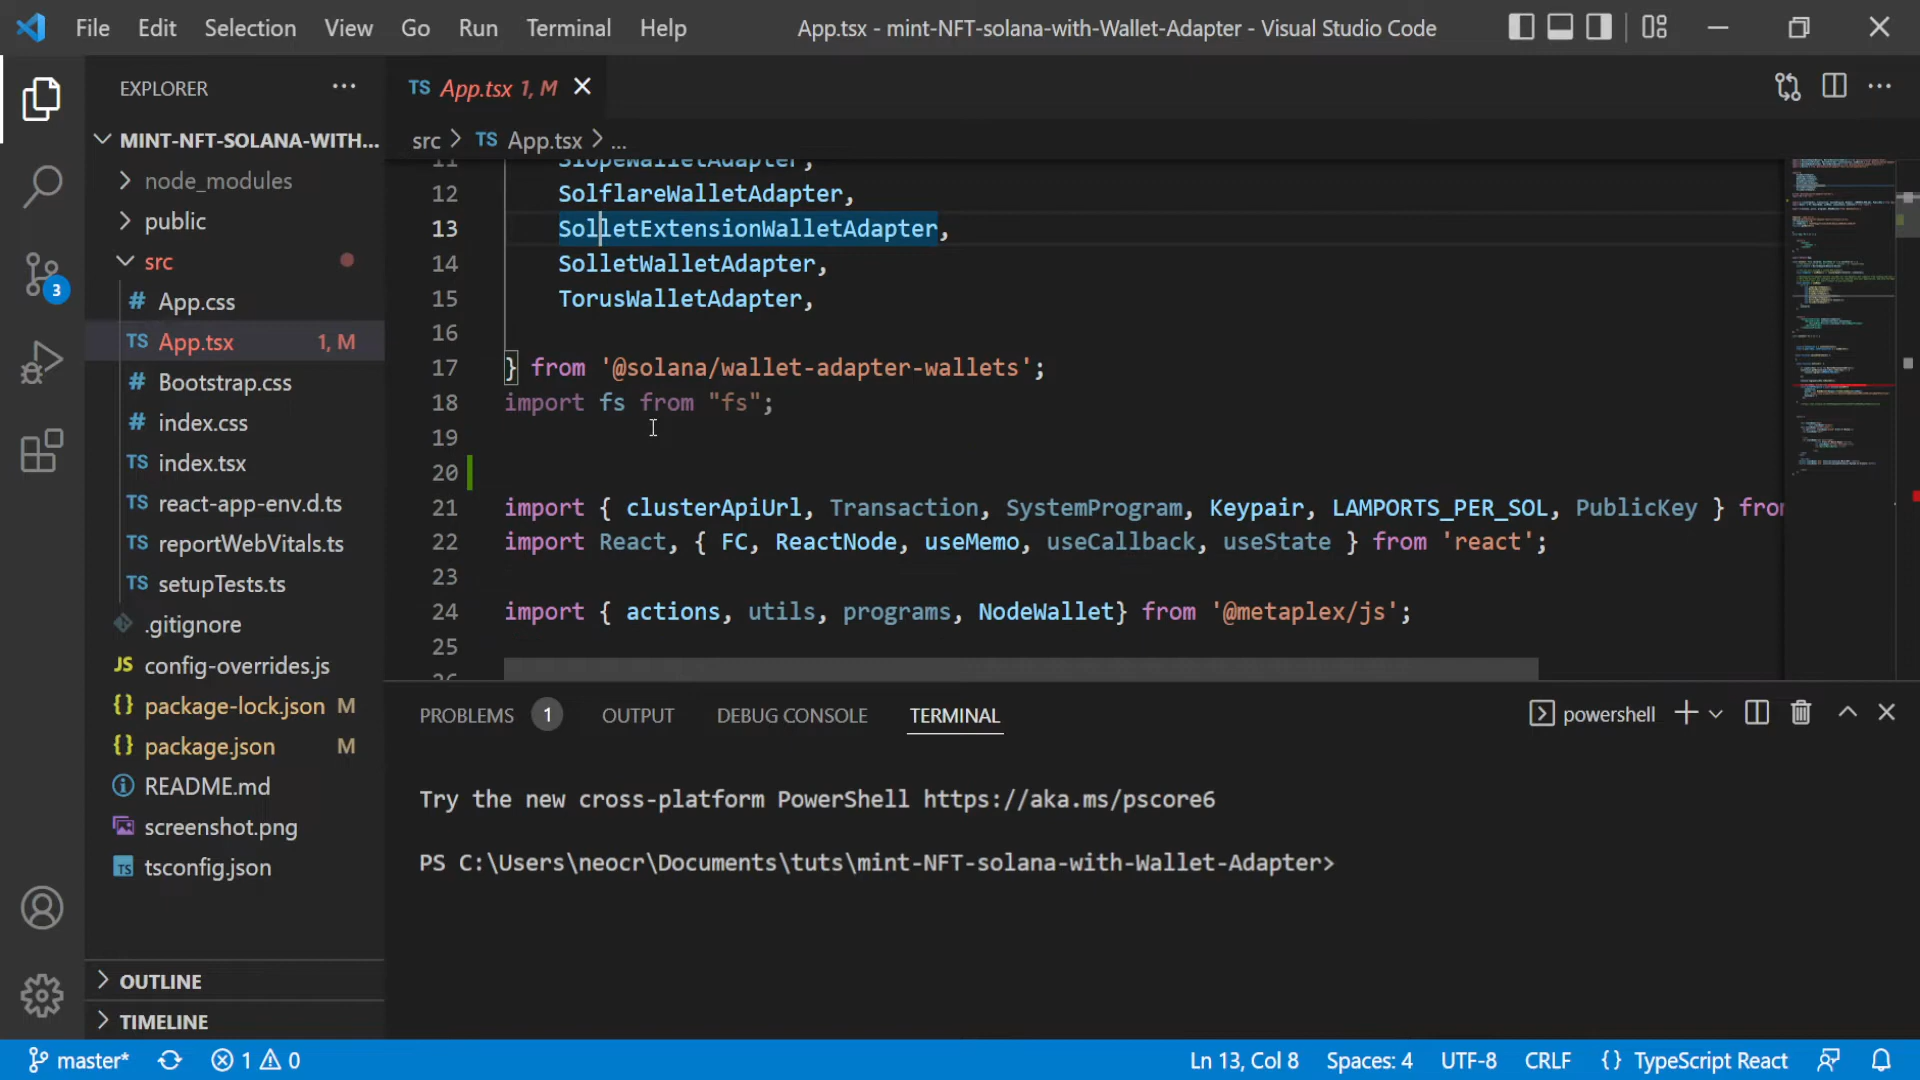 File Edit Selection View Go Run Terminal Help App.tsx - mint-NFT-solana-with-Wallet-Adapter - Visual Studio Code
EXPLORER
MINT-NFT-SOLANA-WITH...
node_modules
public
src
App.css
App.tsx 1, M
Bootstrap.css
index.css
index.tsx
react-app-env.d.ts
reportWebVitals.ts
setupTests.ts
.gitignore
config-overrides.js
package-lock.json M
package.json M
README.md
screenshot.png
tsconfig.json
OUTLINE
TIMELINE
3
TS App.tsx 1, M
src > TS App.tsx > ...
11 SlopeWalletAdapter,
12 SolflareWalletAdapter,
13 SolletExtensionWalletAdapter,
14 SolletWalletAdapter,
15 TorusWalletAdapter,
16
17 } from '@solana/wallet-adapter-wallets';
18 import fs from "fs";
19
20
21 import { clusterApiUrl, Transaction, SystemProgram, Keypair, LAMPORTS_PER_SOL, PublicKey } from
22 import React, { FC, ReactNode, useMemo, useCallback, useState } from 'react';
23
24 import { actions, utils, programs, NodeWallet} from '@metaplex/js';
25
26
PROBLEMS 1 OUTPUT DEBUG CONSOLE TERMINAL powershell
Try the new cross-platform PowerShell https://aka.ms/pscore6
PS C:\Users\neocr\Documents\tuts\mint-NFT-solana-with-Wallet-Adapter>
master* 1 0 Ln 13, Col 8 Spaces: 4 UTF-8 CRLF {} TypeScript React